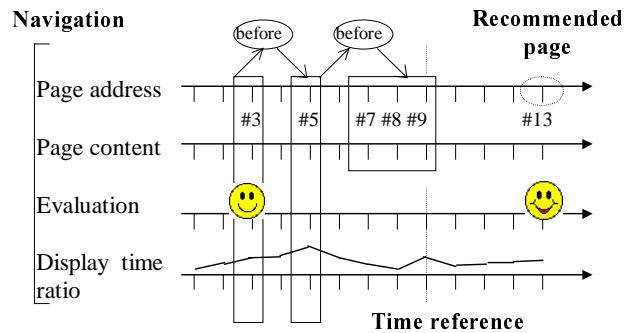 Navigation
Recommended
page
before
before
Page address
#3
#5
#7 #8 #9
#13
Page content
Evaluation
Display time
ratio
Time reference